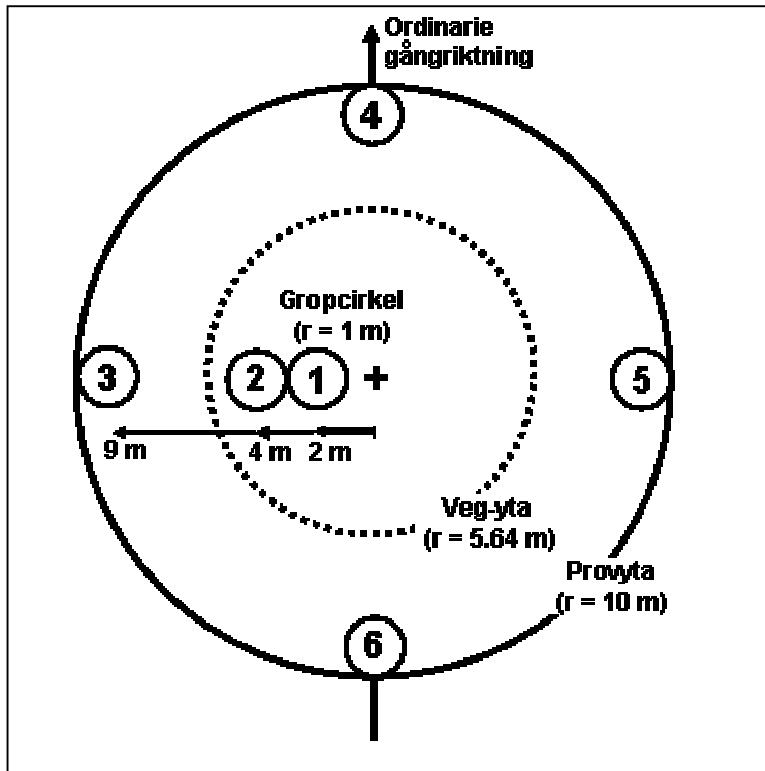 Ordinarie
gångriktning
4
Gropcirkel
(r = 1 m)
3
2
1
5
9 m
4 m
2 m
Veg-yta
(r = 5.64 m)
Provyta
(r = 10 m)
6